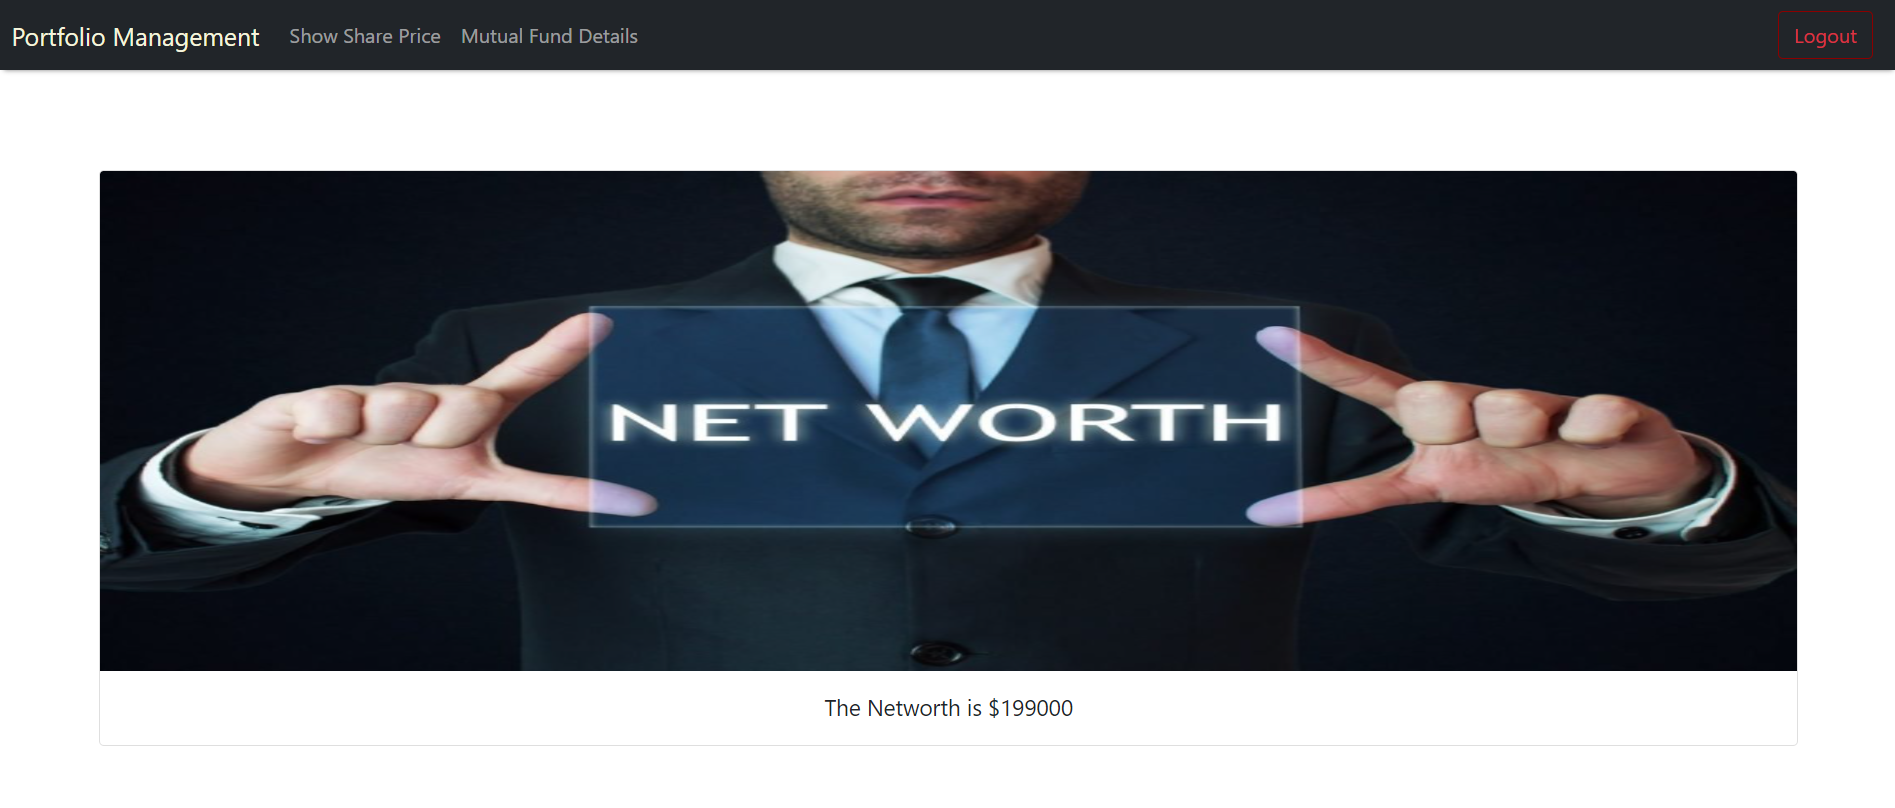 Portfolio Management Show Share Price Mutual Fund Details Logout
NET WORTH
The Networth is $199000